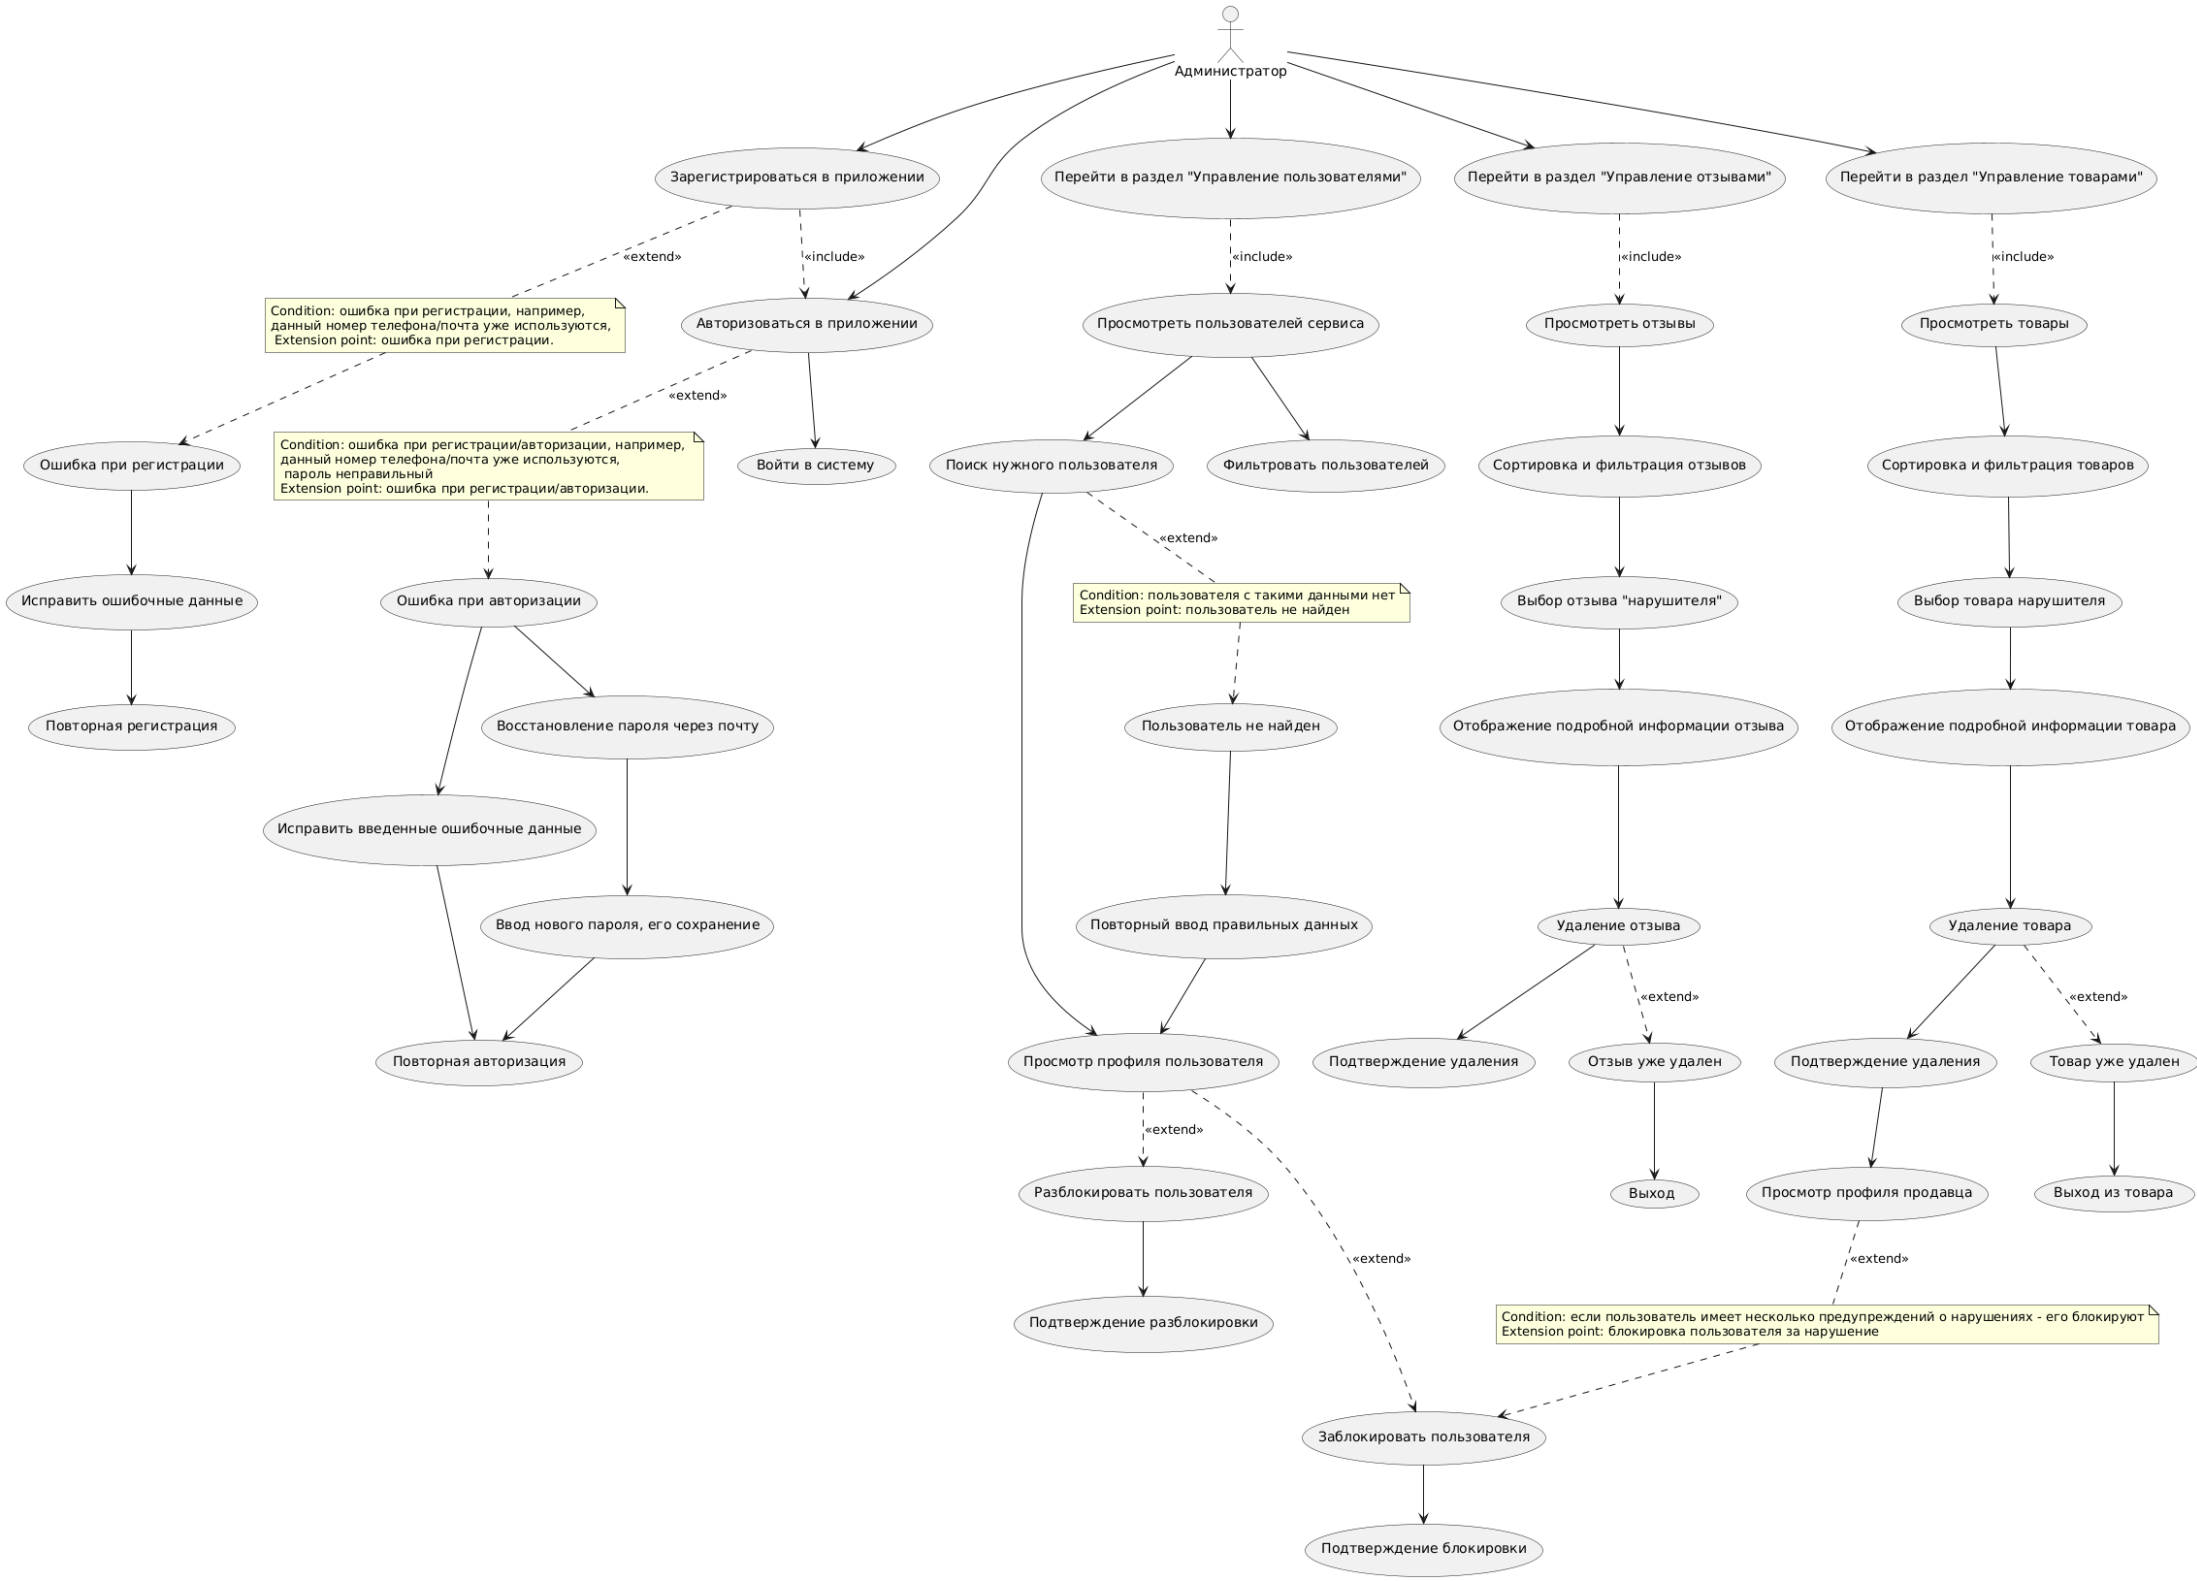 Администратор
Зарегистрироваться в приложении
Перейти в раздел "Управление пользователями"
Перейти в раздел "Управление отзывами"
Перейти в раздел "Управление товарами"
«extend»
«include»
«include»
«include»
«include»
Condition: ошибка при регистрации, например,
данный номер телефона/почта уже используются,
Extension point: ошибка при регистрации.
Авторизоваться в приложении
Просмотреть пользователей сервиса
Просмотреть отзывы
Просмотреть товары
«extend»
Ошибка при регистрации
Condition: ошибка при регистрации/авторизации, например,
данный номер телефона/почта уже используются,
пароль неправильный
Extension point: ошибка при регистрации/авторизации.
Войти в систему
Поиск нужного пользователя
Фильтровать пользователей
Сортировка и фильтрация отзывов
Сортировка и фильтрация товаров
«extend»
Исправить ошибочные данные
Ошибка при авторизации
Condition: пользователя с такими данными нет
Extension point: пользователь не найден
Выбор отзыва "нарушителя"
Выбор товара нарушителя
Повторная регистрация
Восстановление пароля через почту
Пользователь не найден
Отображение подробной информации отзыва
Отображение подробной информации товара
Исправить введенные ошибочные данные
Ввод нового пароля, его сохранение
Повторный ввод правильных данных
Удаление отзыва
Удаление товара
«extend»
«extend»
Повторная авторизация
Просмотр профиля пользователя
Подтверждение удаления
Отзыв уже удален
Подтверждение удаления
Товар уже удален
«extend»
Разблокировать пользователя
Выход
Просмотр профиля продавца
Выход из товара
«extend»
«extend»
Подтверждение разблокировки
Condition: если пользователь имеет несколько предупреждений о нарушениях - его блокируют
Extension point: блокировка пользователя за нарушение
Заблокировать пользователя
Подтверждение блокировки